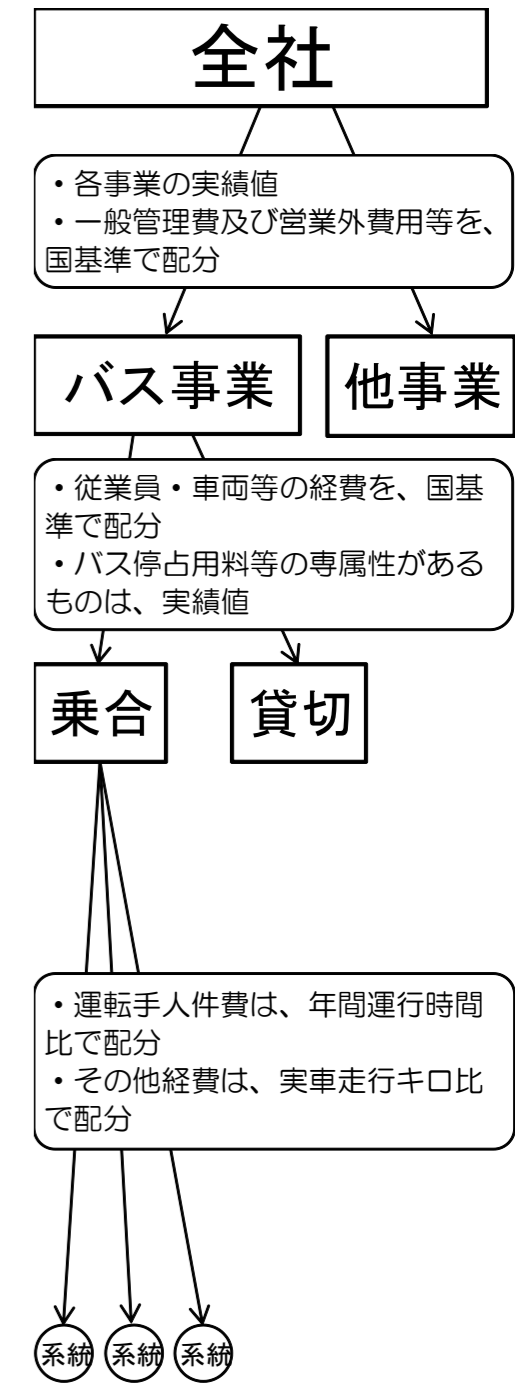 全社
・各事業の実績値
・一般管理費及び営業外費用等を、
国基準で配分
バス事業
他事業
・従業員・車両等の経費を、国基
準で配分
・バス停占用料等の専属性がある
ものは、実績値
乗合
貸切
・運転手人件費は、年間運行時間
比で配分
・その他経費は、実車走行キロ比
で配分
系統
系統
系統